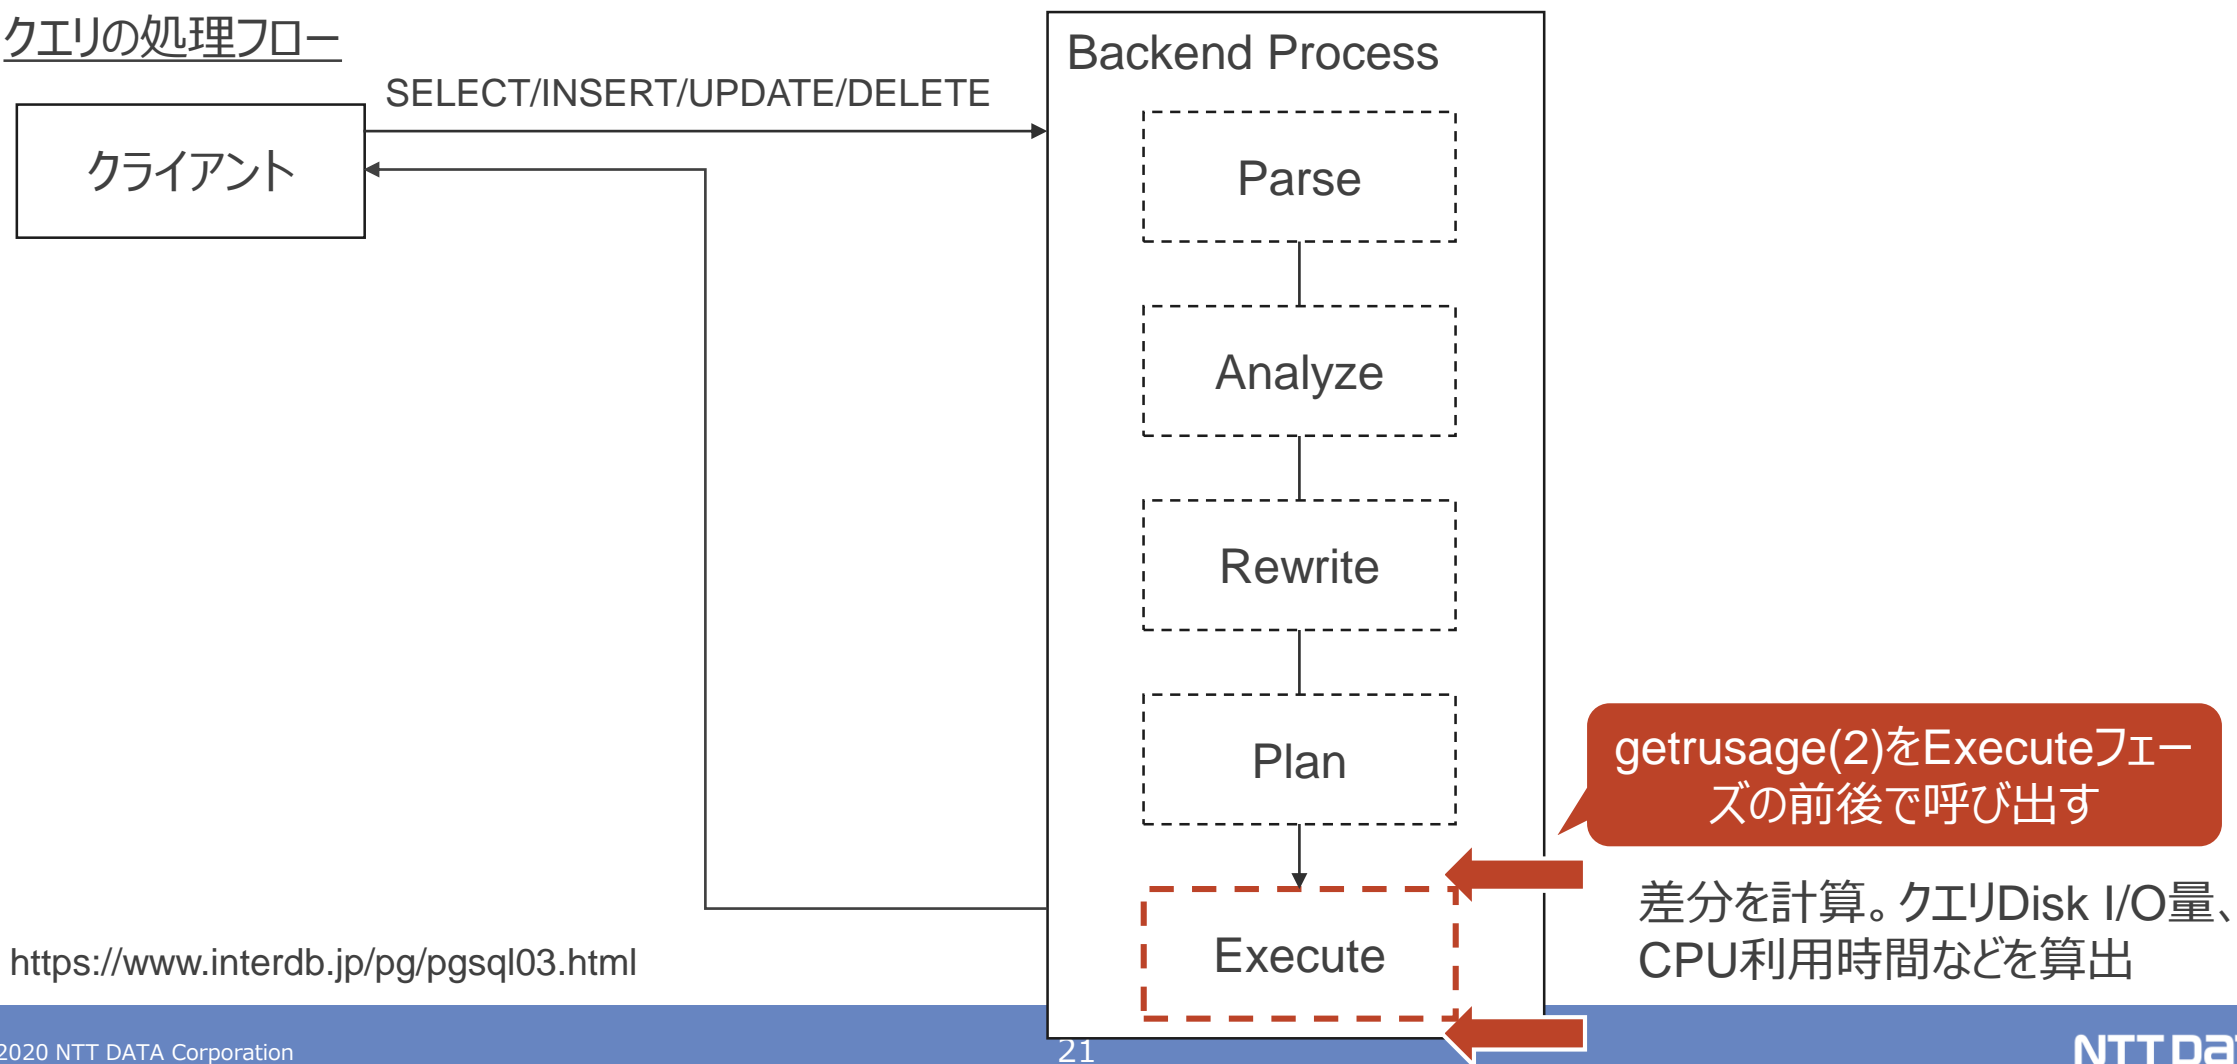 クエリの処理フロー
Backend Process
SELECT/INSERT/UPDATE/DELETE
クライアント
Parse
Analyze
Rewrite
Plan
getrusage(2)をExecuteフェー
ズの前後で呼び出す
Execute
差分を計算。クエリDisk I/O量、
CPU利用時間などを算出
https://www.interdb.jp/pg/pgsql03.html
2020 NTT DATA Corporation
21
NTT